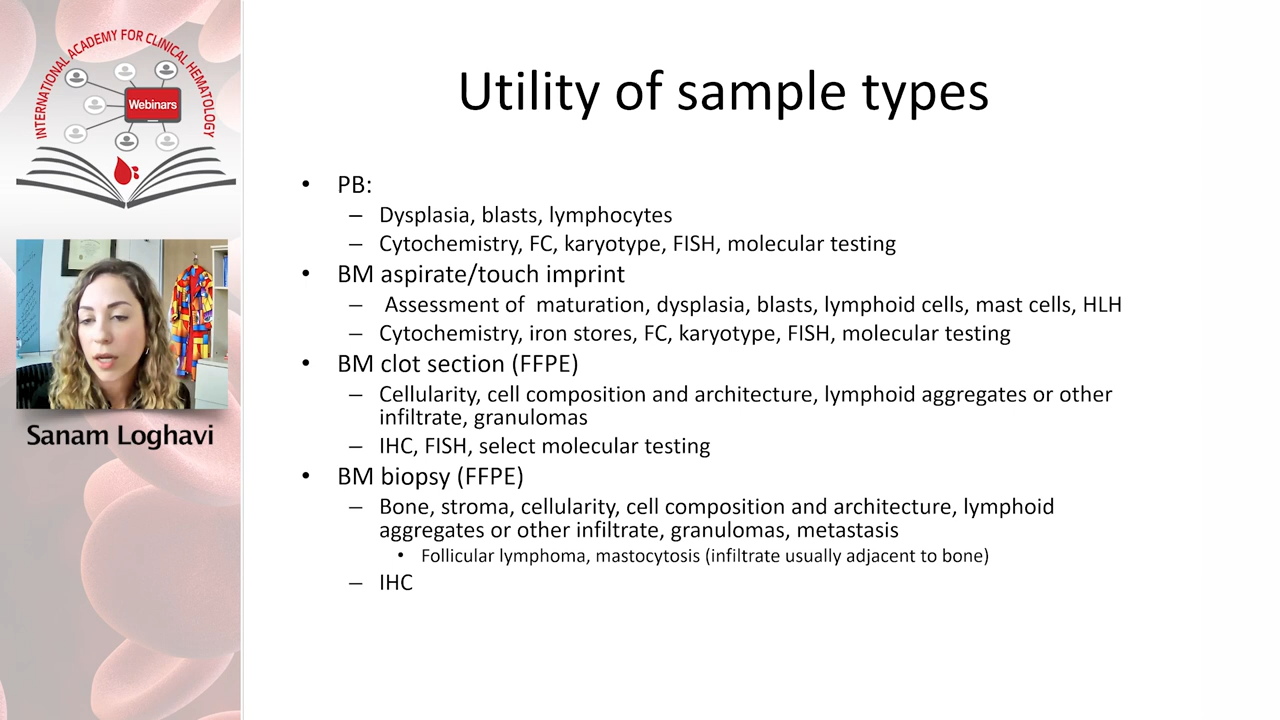 INTERNATIONAL ACADEMY FOR CLINICAL HEMATOLOGY
Webinars
Sanam Loghavi
Utility of sample types
• PB:
– Dysplasia, blasts, lymphocytes
– Cytochemistry, FC, karyotype, FISH, molecular testing
• BM aspirate/touch imprint
– Assessment of maturation, dysplasia, blasts, lymphoid cells, mast cells, HLH
– Cytochemistry, iron stores, FC, karyotype, FISH, molecular testing
• BM clot section (FFPE)
– Cellularity, cell composition and architecture, lymphoid aggregates or other
infiltrate, granulomas
– IHC, FISH, select molecular testing
• BM biopsy (FFPE)
– Bone, stroma, cellularity, cell composition and architecture, lymphoid
aggregates or other infiltrate, granulomas, metastasis
• Follicular lymphoma, mastocytosis (infiltrate usually adjacent to bone)
– IHC